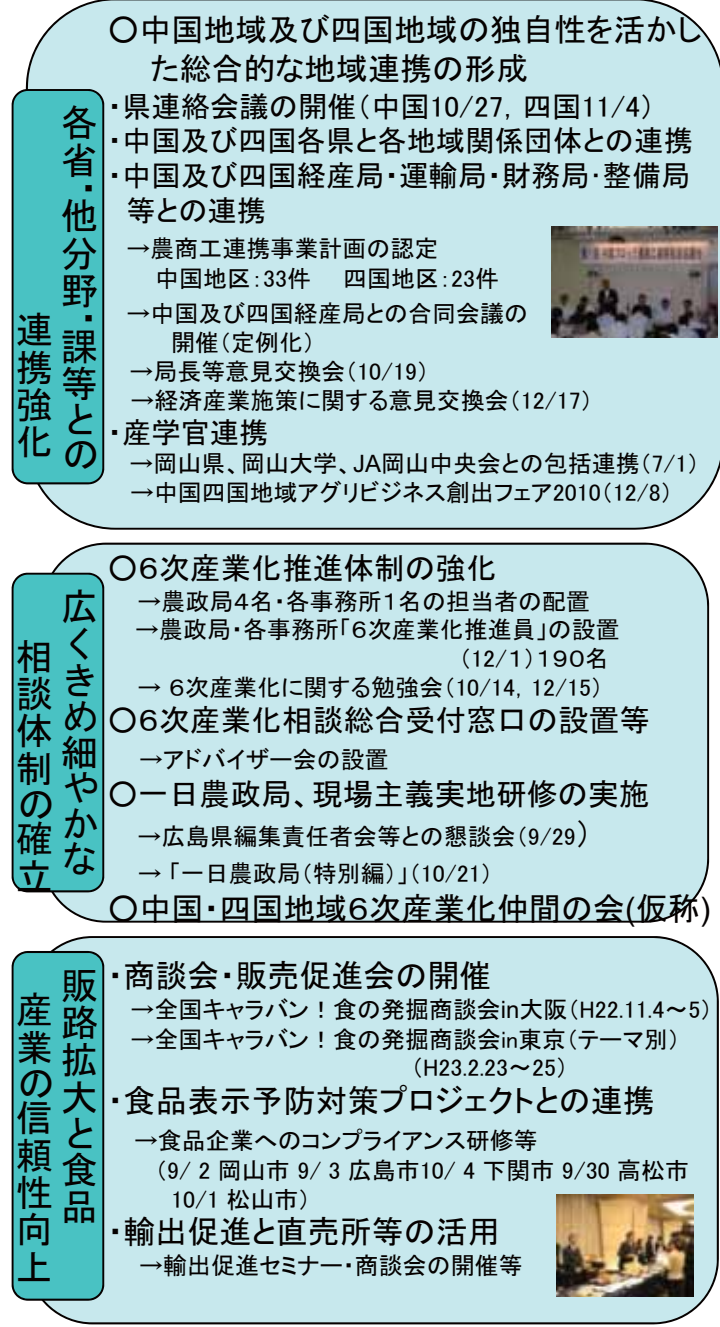 各省・他分野・課等との
連携強化
〇中国地域及び四国地域の独自性を活かし
た総合的な地域連携の形成
・県連絡会議の開催（中国10/27，四国11/4）
・中国及び四国各県と各地域関係団体との連携
・中国及び四国経産局・運輸局・財務局・整備局
等との連携
→農商工連携事業計画の認定
中国地区：33件　四国地区：23件
→中国及び四国経産局との合同会議の
開催（定例化）
→局長等意見交換会（10/19）
→経済産業施策に関する意見交換会（12/17）
・産学官連携
→岡山県、岡山大学、JA岡山中央会との包括連携（7/1）
→中国四国地域アグリビジネス創出フェア2010（12/8）
広くきめ細やかな
相談体制の確立
〇６次産業化推進体制の強化
→農政局４名・各事務所１名の担当者の配置
→農政局・各事務所「６次産業化推進員」の設置
（12/1）１９０名
→ ６次産業化に関する勉強会（10/14，12/15）
〇６次産業化相談総合受付窓口の設置等
→アドバイザー会の設置
〇一日農政局、現場主義実地研修の実施
→広島県編集責任者会等との懇談会（9/29）
→「一日農政局（特別編）」（10/21）
〇中国・四国地域６次産業化仲間の会(仮称)
販路拡大と食品
産業の信頼性向上
・商談会・販売促進会の開催
→全国キャラバン！食の発掘商談会in大阪（H22.11.4～5）
→全国キャラバン！食の発掘商談会in東京（テーマ別）
（H23.2.23～25）
・食品表示予防対策プロジェクトとの連携
→食品企業へのコンプライアンス研修等
（9/ 2 岡山市 9/ 3 広島市10/ 4 下関市 9/30 高松市
10/1 松山市）
・輸出促進と直売所等の活用
→輸出促進セミナー・商談会の開催等